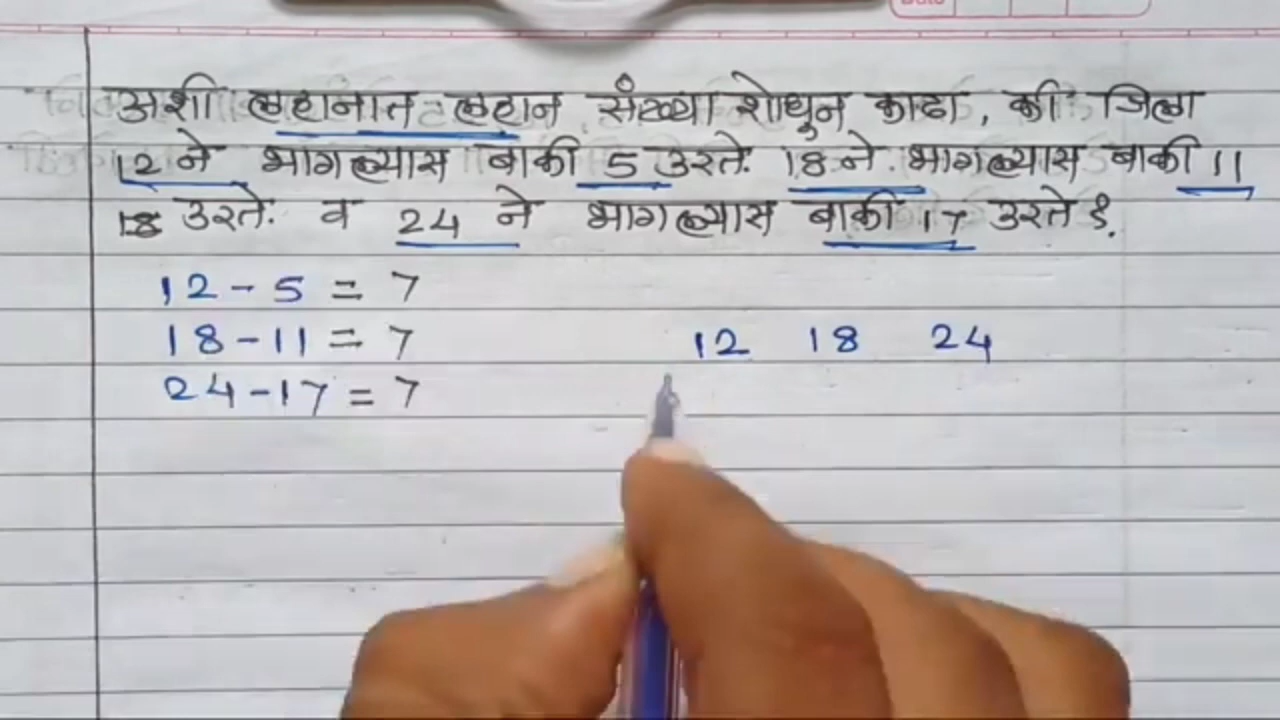 Date
अशी लहानात लहान संख्या शोधुन काढा, की जिला
12 ने भागल्यास बाकी 5 उरते. 18 ने भागल्यास बाकी 11
उरते. व 24 ने भागल्यास बाकी 17 उरते ?.
12 - 5 = 7
18 - 11 = 7
12 18 24
24 - 17 = 7